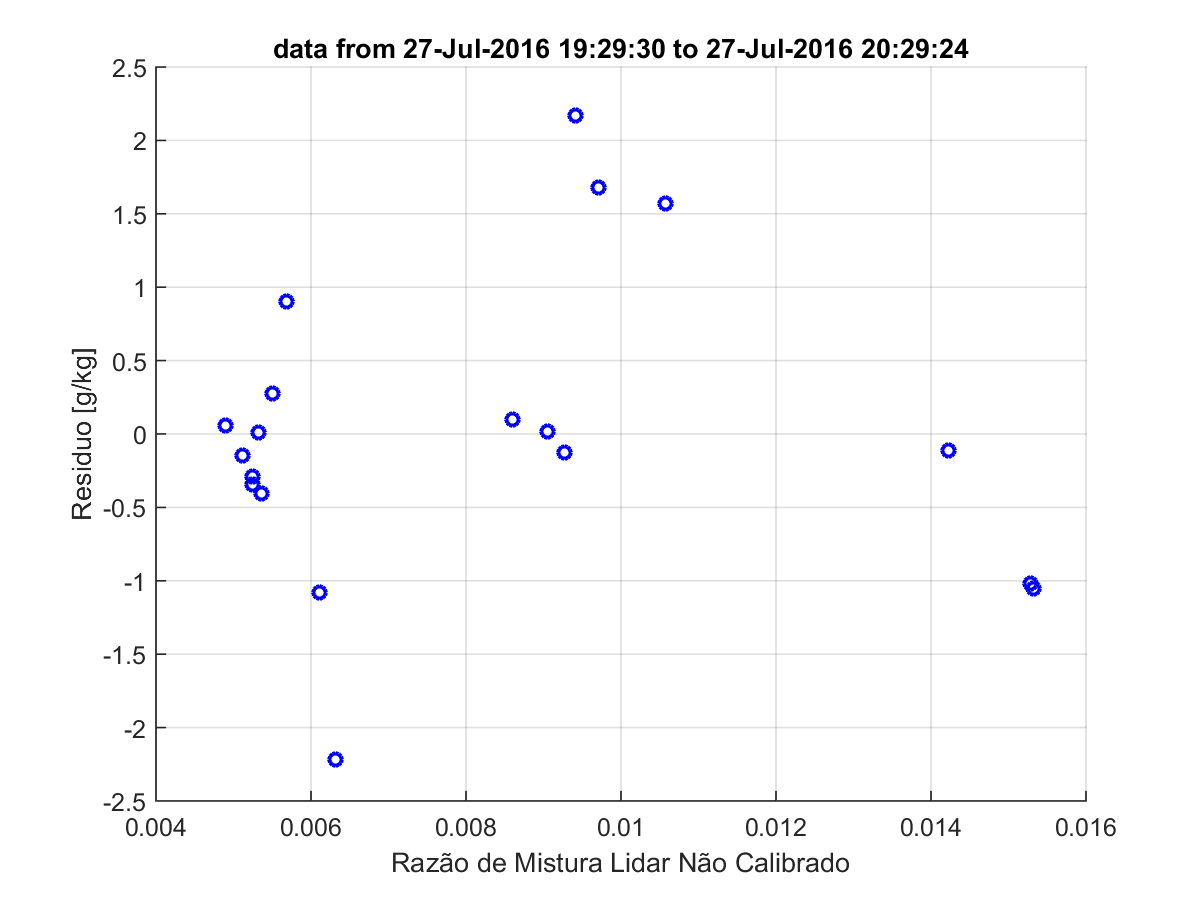 data from 27-Jul-2016 19:29:30 to 27-Jul-2016 20:29:24
2.5
2
1.5
1
0.5
0
-0.5
-1
-1.5
-2
-2.5
Residuo [g/kg]
0.004 0.006 0.008 0.01 0.012 0.014 0.016
Razão de Mistura Lidar Não Calibrado